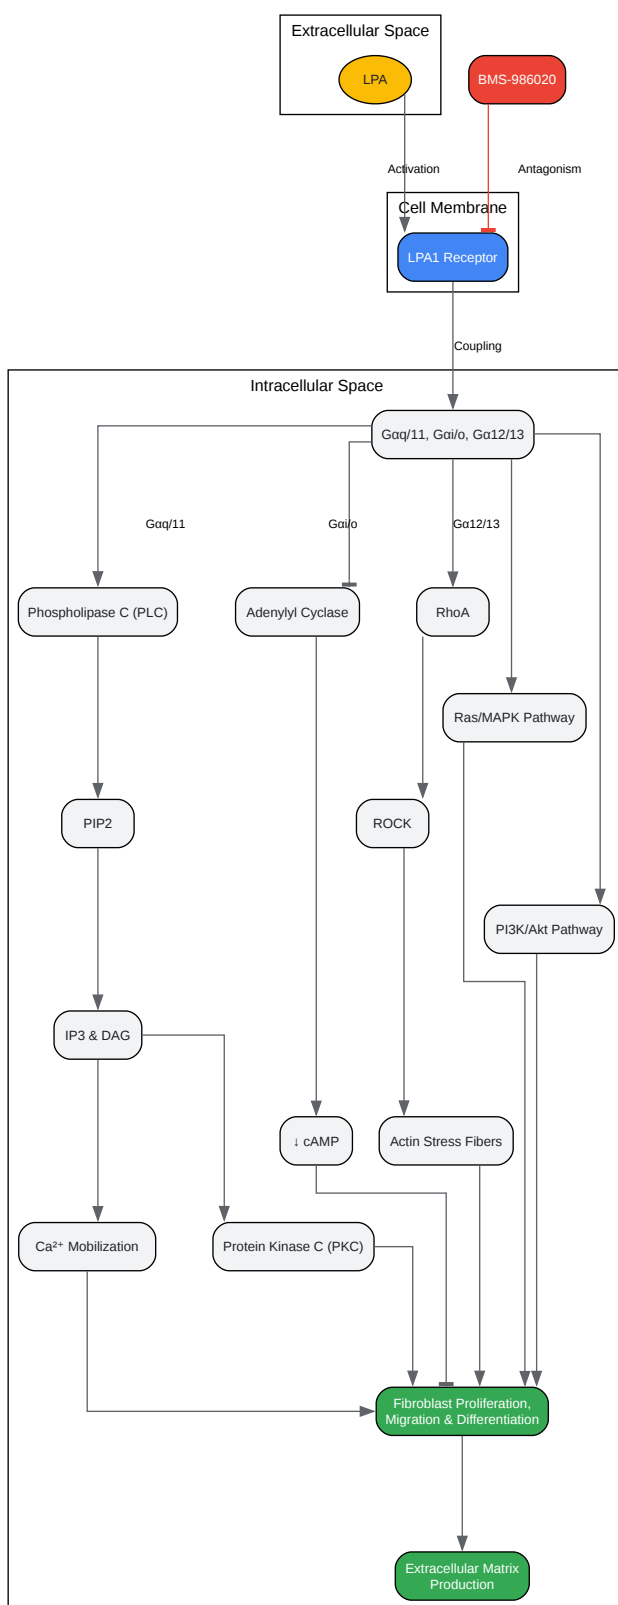 Extracellular Space
LPA
BMS-986020
Activation
Antagonism
Cell Membrane
LPA1 Receptor
Coupling
Intracellular Space
Gαq/11, Gαi/o, Gα12/13
Gαq/11
Gαi/o
Gα12/13
Phospholipase C (PLC)
Adenylyl Cyclase
RhoA
Ras/MAPK Pathway
PIP2
ROCK
PI3K/Akt Pathway
IP3 & DAG
↓ cAMP
Actin Stress Fibers
Ca²⁺ Mobilization
Protein Kinase C (PKC)
Fibroblast Proliferation,
Migration & Differentiation
Extracellular Matrix
Production